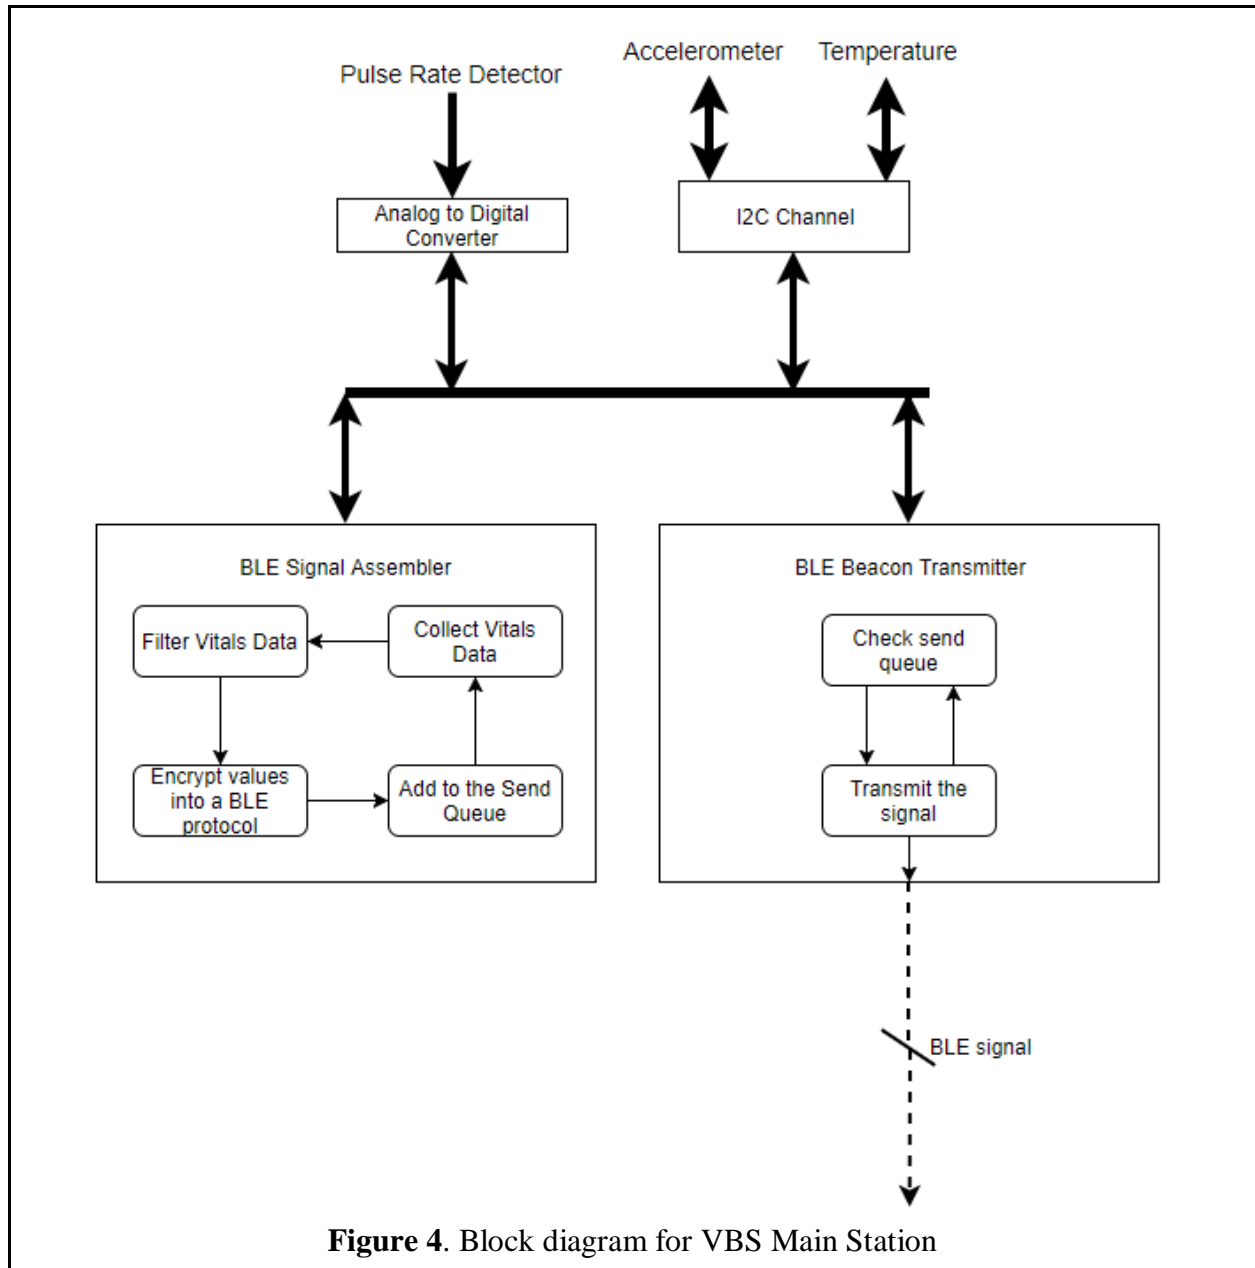 Accelerometer
Temperature
Pulse Rate Detector
Analog to Digital
Converter
I2C Channel
BLE Signal Assembler
Filter Vitals Data
Collect Vitals
Data
Encrypt values
into a BLE
protocol
Add to the Send
Queue
BLE Beacon Transmitter
Check send
queue
Transmit the
signal
BLE signal
Figure 4. Block diagram for VBS Main Station